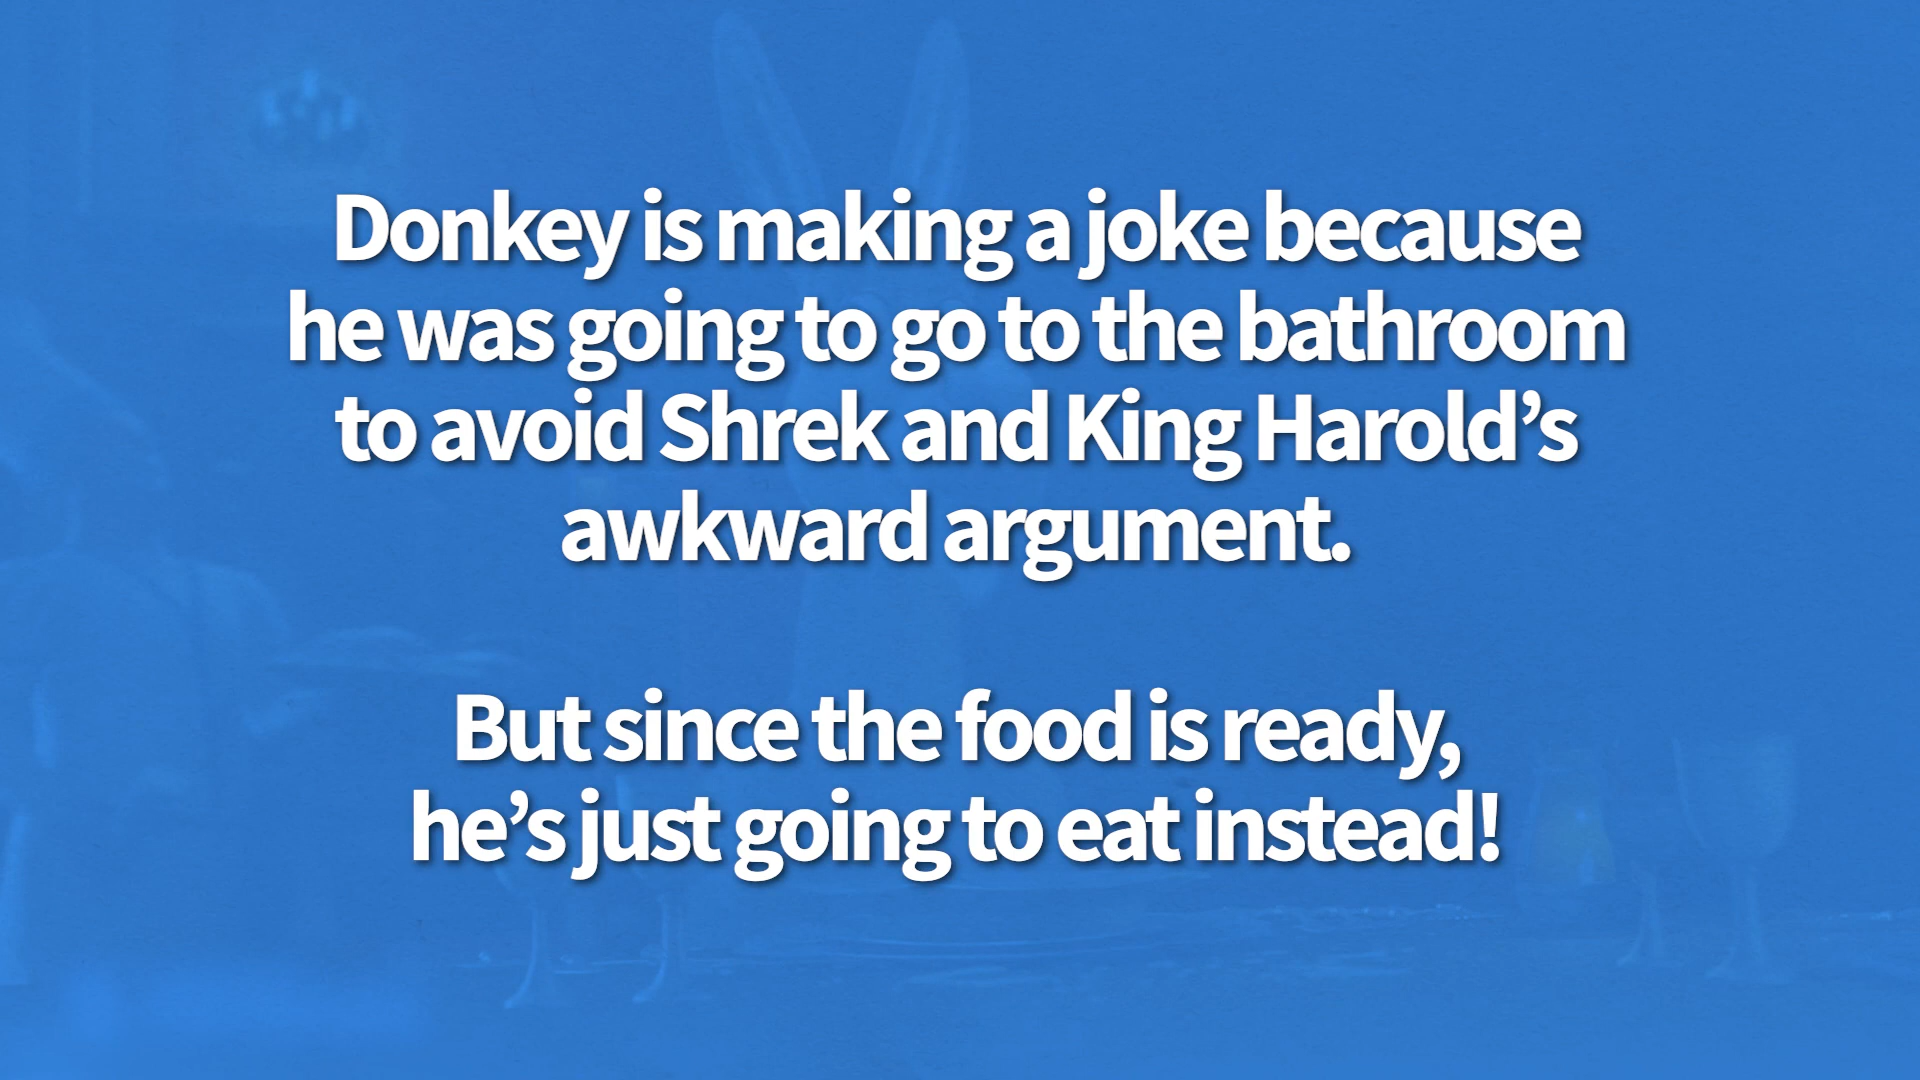 Donkey is making a joke because
he was going to go to the bathroom
to avoid Shrek and King Harold’s
awkward argument.
But since the food is ready,
he’s just going to eat instead!